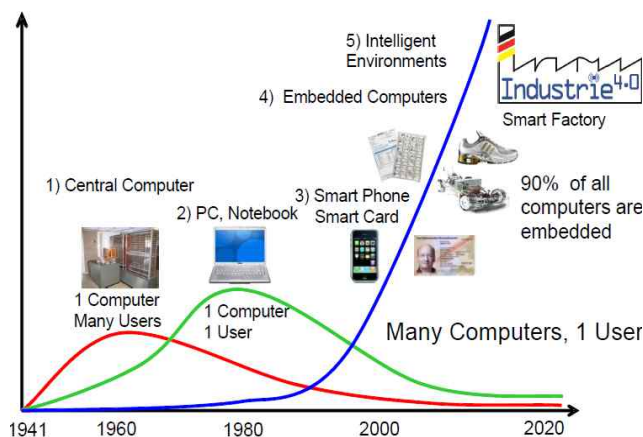 5) Intelligent
Environments
Industrie 4.0
4) Embedded Computers
Smart Factory
1) Central Computer
2) PC, Notebook
3) Smart Phone
Smart Card
90% of all
computers are
embedded
1 Computer
Many Users
1 Computer
1 User
Many Computers, 1 User
1941
1960
1980
2000
2020